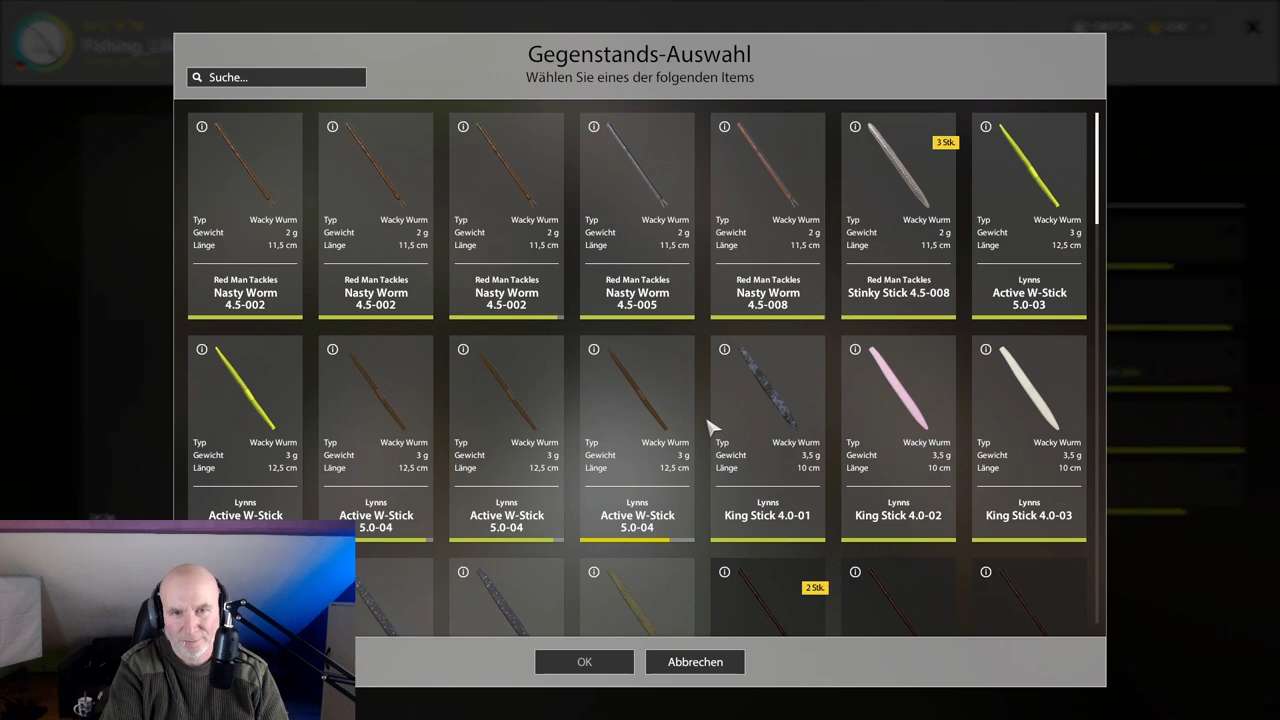 Gegenstands-Auswahl
Suche...
Wählen Sie eines der folgenden Items
Typ Wacky Wurm
Gewicht 2 g
Länge 11,5 cm
Red Man Tackles
Nasty Worm
4.5-002
Typ Wacky Wurm
Gewicht 2 g
Länge 11,5 cm
Red Man Tackles
Nasty Worm
4.5-002
Typ Wacky Wurm
Gewicht 2 g
Länge 11,5 cm
Red Man Tackles
Nasty Worm
4.5-002
Typ Wacky Wurm
Gewicht 2 g
Länge 11,5 cm
Red Man Tackles
Nasty Worm
4.5-005
Typ Wacky Wurm
Gewicht 2 g
Länge 11,5 cm
Red Man Tackles
Nasty Worm
4.5-008
3 Stk.
Typ Wacky Wurm
Gewicht 2 g
Länge 11,5 cm
Red Man Tackles
Stinky Stick 4.5-008
Typ Wacky Wurm
Gewicht 3 g
Länge 12,5 cm
Lynns
Active W-Stick
5.0-03
Typ Wacky Wurm
Gewicht 3 g
Länge 12,5 cm
Lynns
Active W-Stick
Typ Wacky Wurm
Gewicht 3 g
Länge 12,5 cm
Lynns
Active W-Stick
5.0-04
Typ Wacky Wurm
Gewicht 3 g
Länge 12,5 cm
Lynns
Active W-Stick
5.0-04
Typ Wacky Wurm
Gewicht 3 g
Länge 12,5 cm
Lynns
Active W-Stick
5.0-04
Typ Wacky Wurm
Gewicht 3,5 g
Länge 10 cm
Lynns
King Stick 4.0-01
Typ Wacky Wurm
Gewicht 3,5 g
Länge 10 cm
Lynns
King Stick 4.0-02
Typ Wacky Wurm
Gewicht 3,5 g
Länge 10 cm
Lynns
King Stick 4.0-03
2 Stk.
OK
Abbrechen